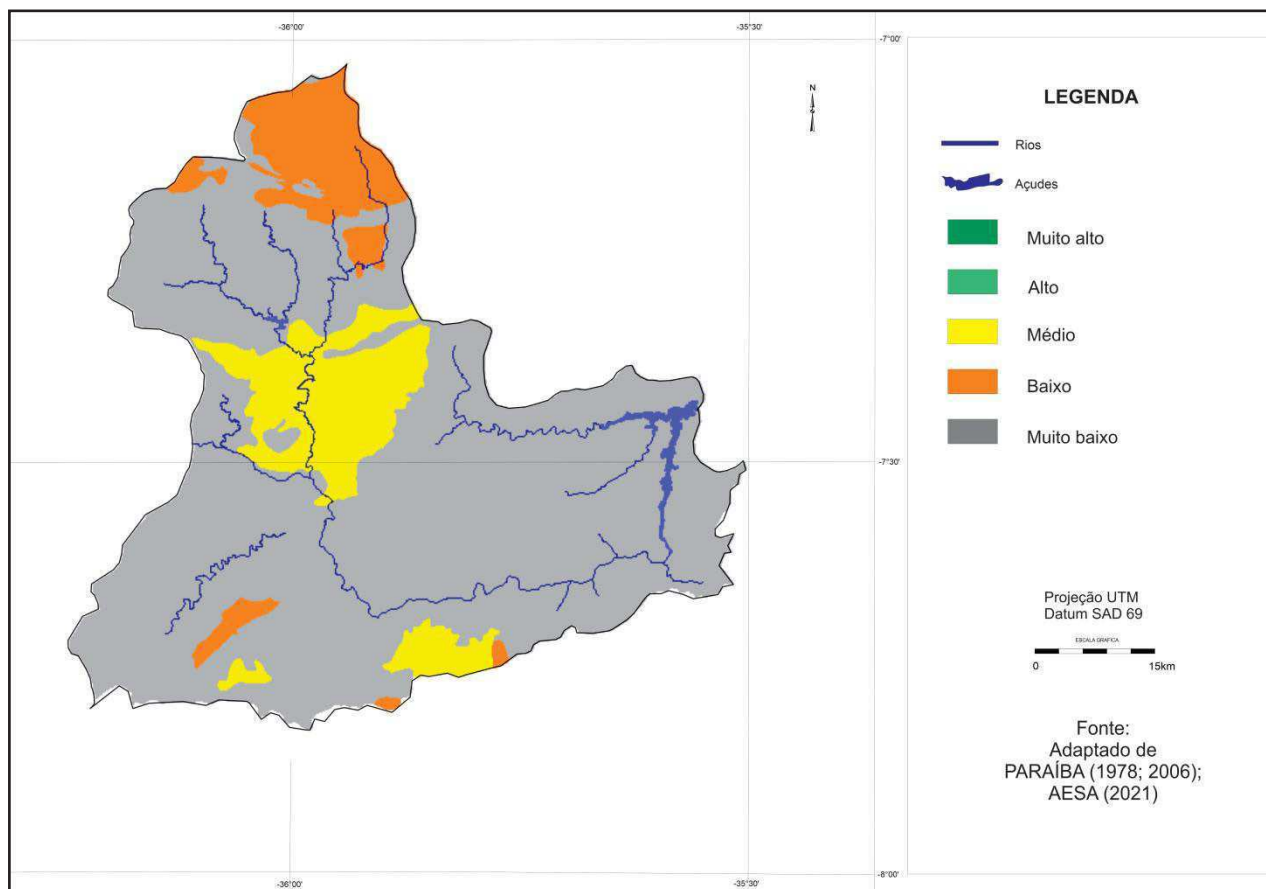 -36°00'
-35°30'
-7°00'
N
LEGENDA
Rios
Açudes
Muito alto
Alto
Médio
Baixo
Muito baixo
-7°30'
Projeção UTM
Datum SAD 69
ESCALA GRAFICA
0 15km
Fonte:
Adaptado de
PARAÍBA (1978; 2006);
AESA (2021)
-36°00'
-35°30'
-8°00'